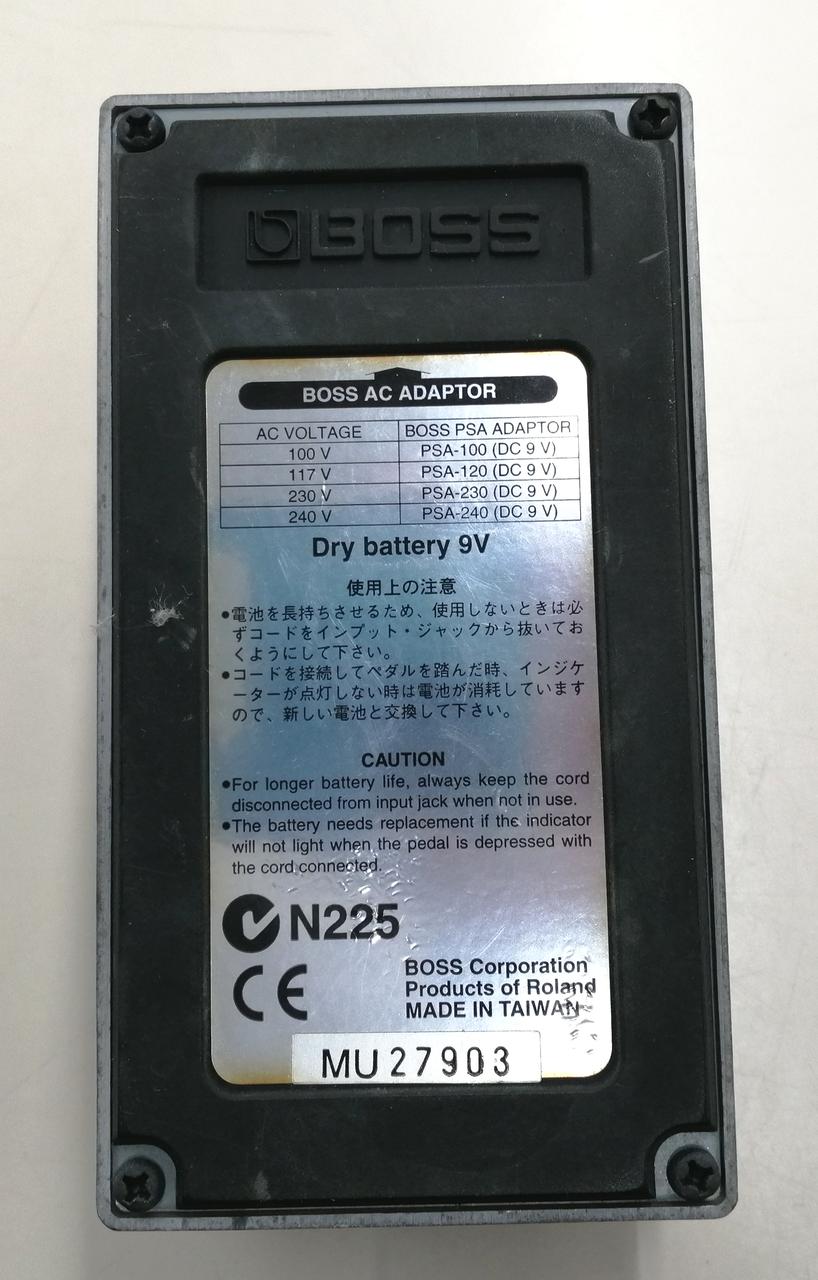 BOSS
BOSS AC ADAPTOR
AC VOLTAGE BOSS PSA ADAPTOR
100 V PSA-100 (DC 9 V)
117 V PSA-120 (DC 9 V)
230 V PSA-230 (DC 9 V)
240 V PSA-240 (DC 9 V)
Dry battery 9V
使用上の注意
●電池を長持ちさせるため、使用しないときは必
ずコードをインプット・ジャックから抜いてお
くようにして下さい。
●コードを接続してペダルを踏んだ時、インジケ
ーターが点灯しない時は電池が消耗しています
ので、新しい電池と交換して下さい。
CAUTION
●For longer battery life, always keep the cord
disconnected from input jack when not in use.
●The battery needs replacement if the indicator
will not light when the pedal is depressed with
the cord connected.
N225
CE
BOSS Corporation
Products of Roland
MADE IN TAIWAN
MU27903